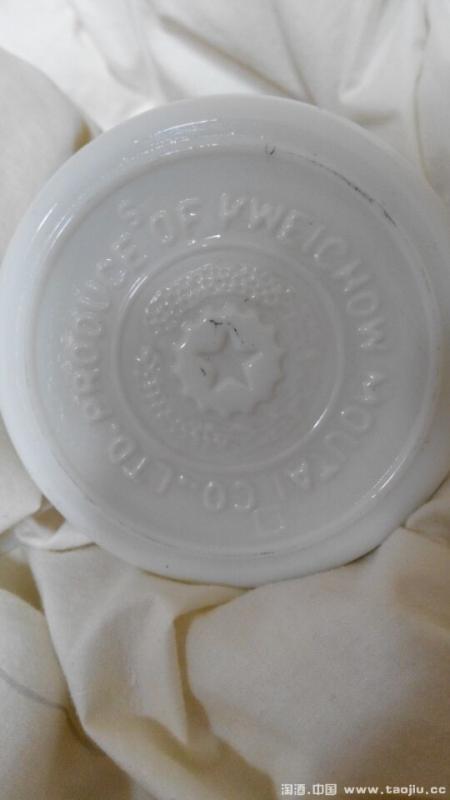 PRODUCE OF KWEICHOW MOUTAI CO., LTD.
S
淘酒.中国 www.taojiu.cc